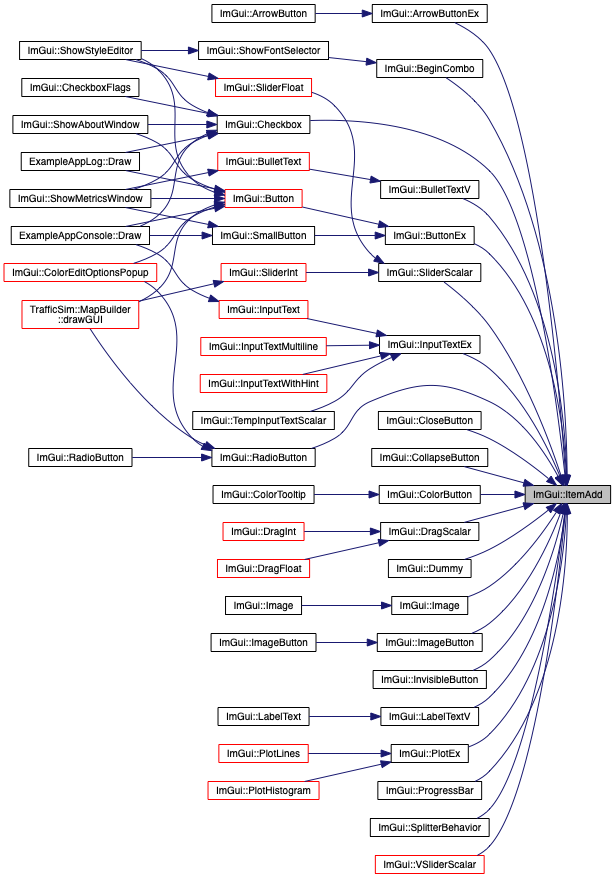 ImGui::ArrowButton
ImGui::ArrowButtonEx
ImGui::ShowStyleEditor
ImGui::ShowFontSelector
ImGui::BeginCombo
ImGui::CheckboxFlags
ImGui::SliderFloat
ImGui::ShowAboutWindow
ImGui::Checkbox
ExampleAppLog::Draw
ImGui::BulletText
ImGui::BulletTextV
ImGui::ShowMetricsWindow
ImGui::Button
ExampleAppConsole::Draw
ImGui::SmallButton
ImGui::ButtonEx
ImGui::ColorEditOptionsPopup
ImGui::SliderInt
ImGui::SliderScalar
TrafficSim::MapBuilder
::drawGUI
ImGui::InputText
ImGui::InputTextMultiline
ImGui::InputTextEx
ImGui::InputTextWithHint
ImGui::TempInputTextScalar
ImGui::CloseButton
ImGui::RadioButton
ImGui::RadioButton
ImGui::CollapseButton
ImGui::ColorTooltip
ImGui::ColorButton
ImGui::ItemAdd
ImGui::DragInt
ImGui::DragScalar
ImGui::DragFloat
ImGui::Dummy
ImGui::Image
ImGui::Image
ImGui::ImageButton
ImGui::ImageButton
ImGui::InvisibleButton
ImGui::LabelText
ImGui::LabelTextV
ImGui::PlotLines
ImGui::PlotEx
ImGui::PlotHistogram
ImGui::ProgressBar
ImGui::SplitterBehavior
ImGui::VSliderScalar